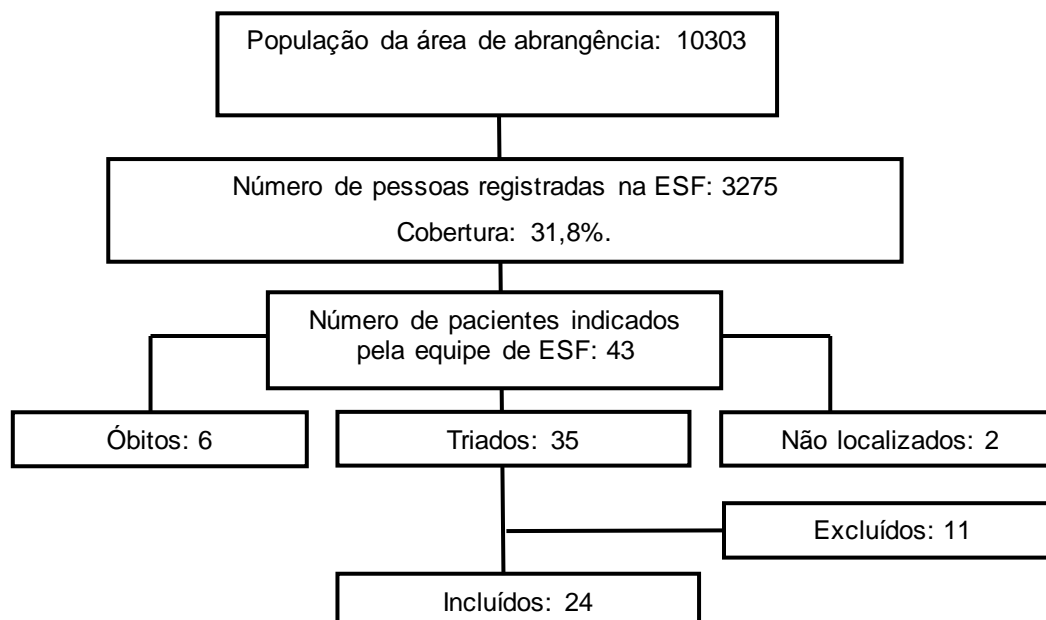 População da área de abrangência: 10303
Número de pessoas registradas na ESF: 3275
Cobertura: 31,8%.
Número de pacientes indicados
pela equipe de ESF: 43
Óbitos: 6
Triados: 35
Não localizados: 2
Excluídos: 11
Incluídos: 24